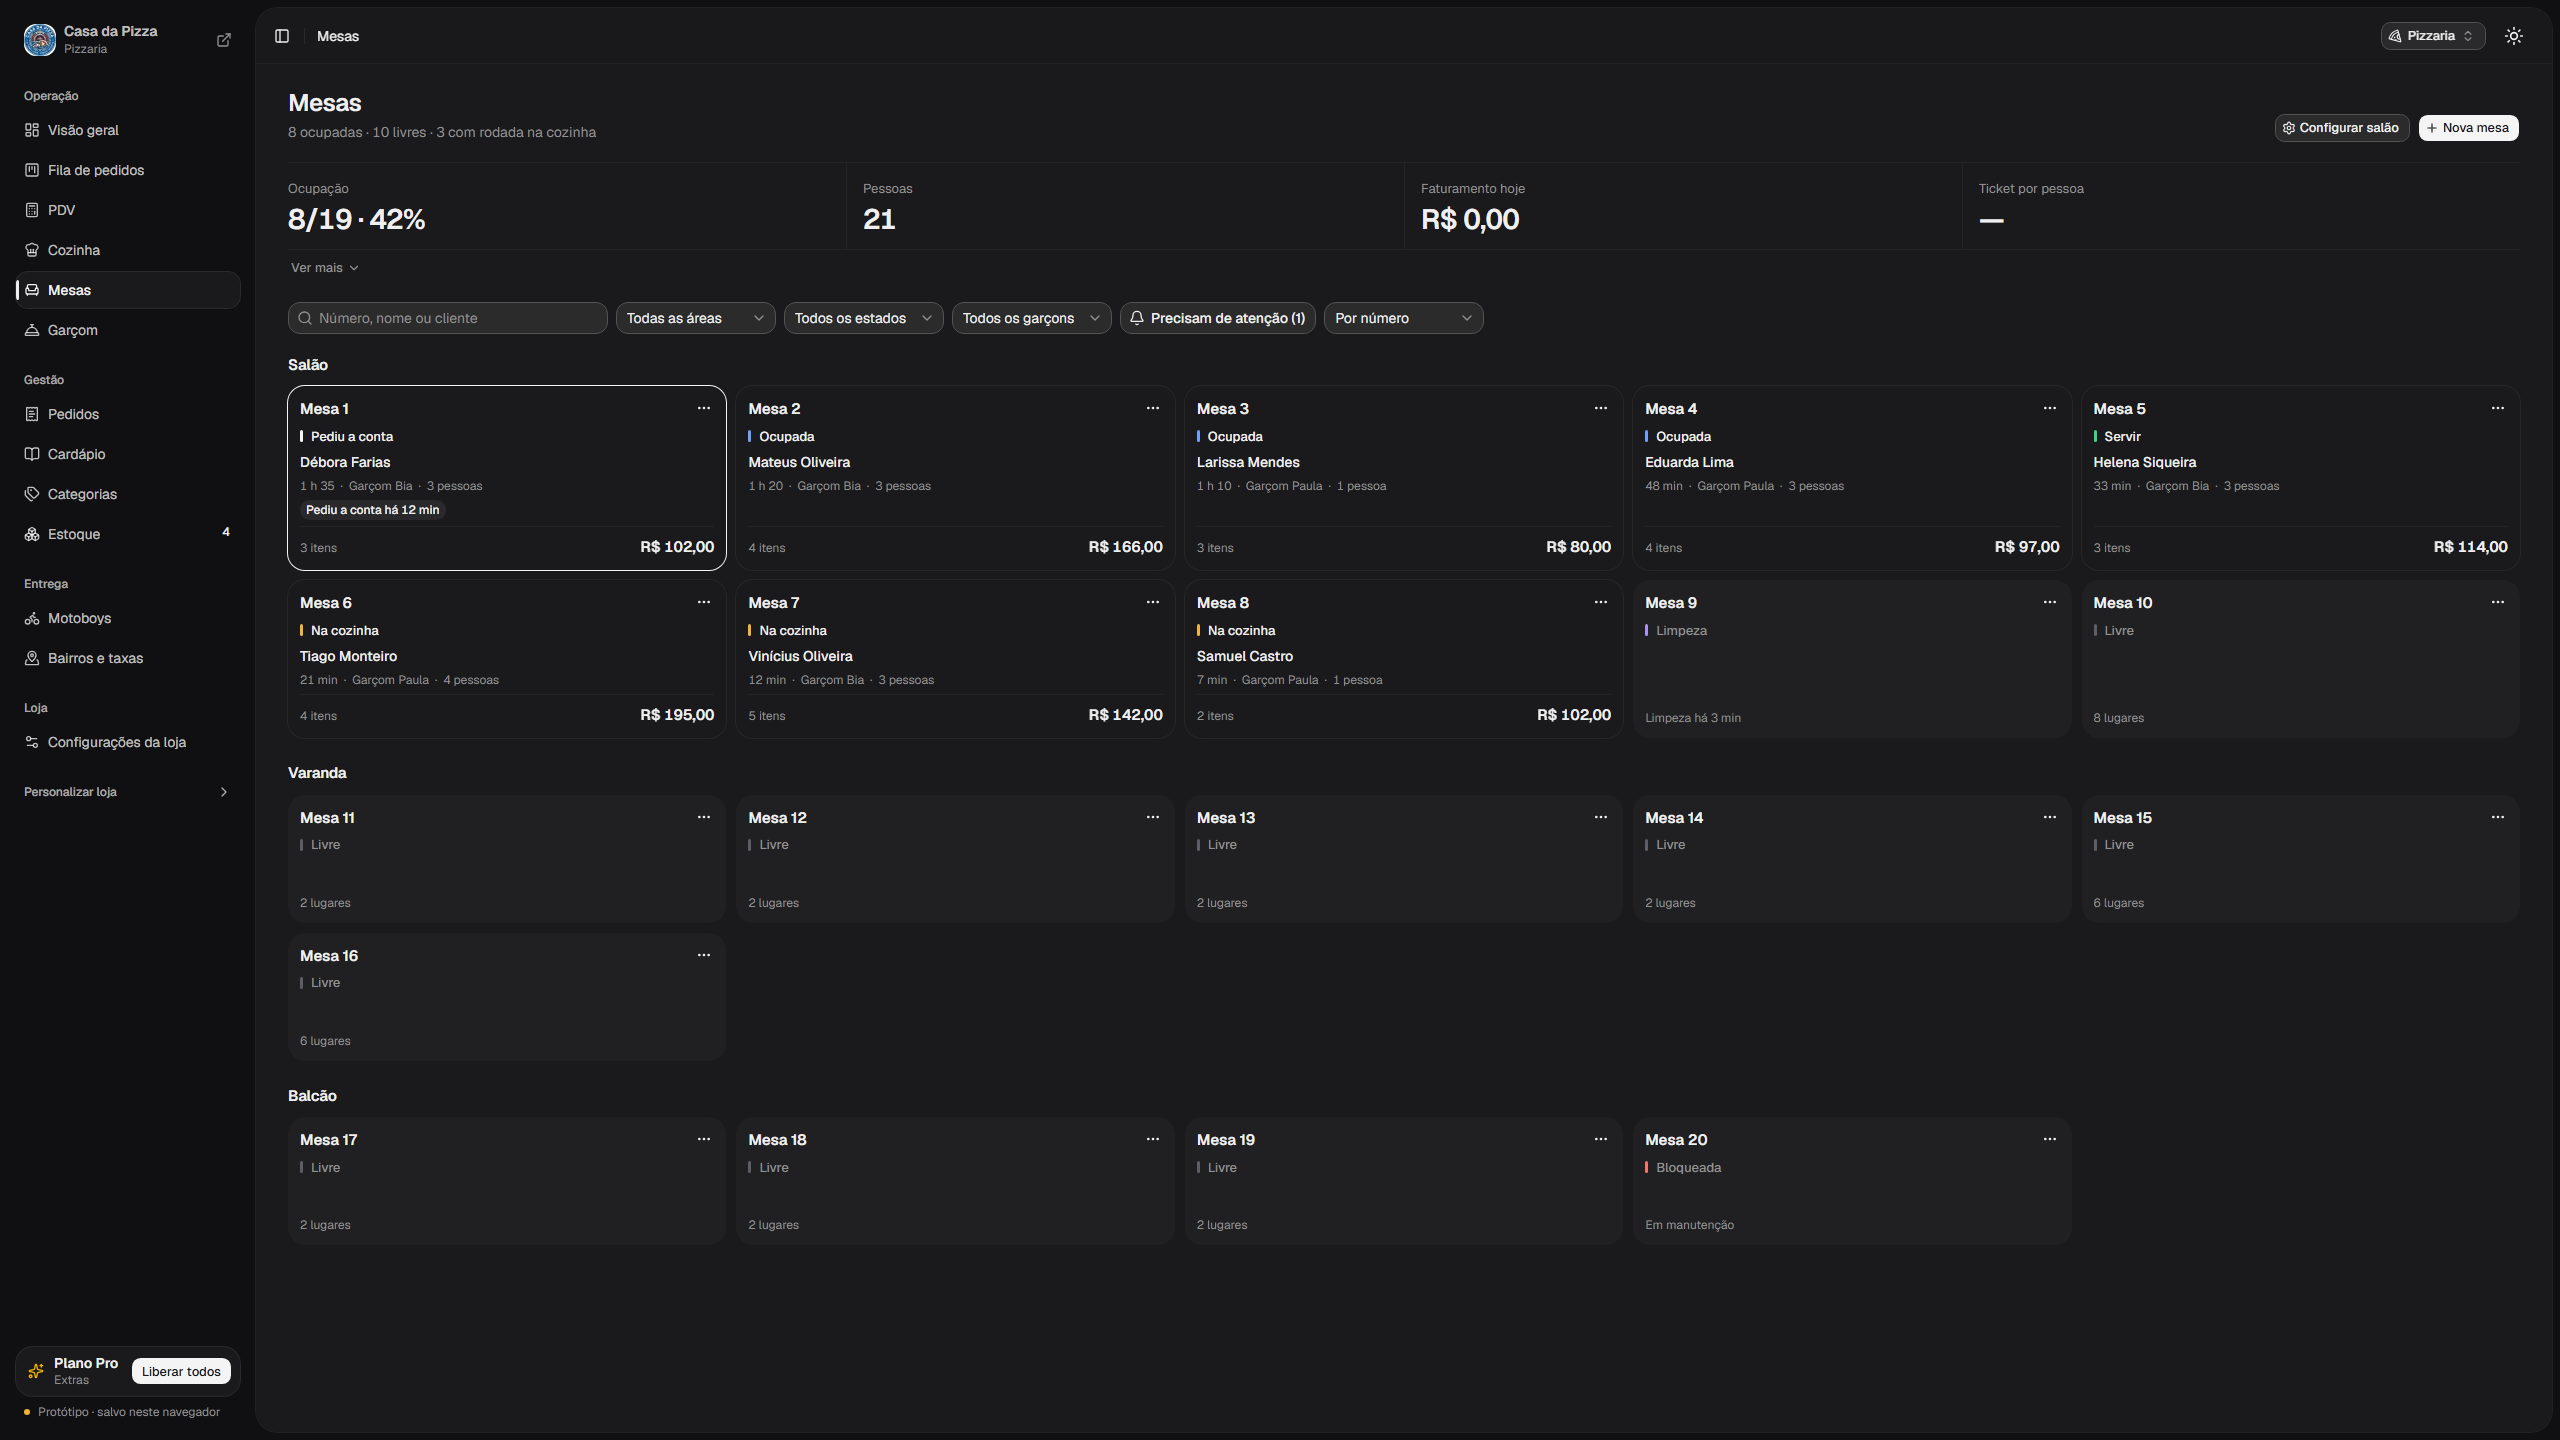 Casa da Pizza
Pizzaria
Operação
Visão geral
Fila de pedidos
PDV
Cozinha
Mesas
Garçom
Gestão
Pedidos
Cardápio
Categorias
Estoque 4
Entrega
Motoboys
Bairros e taxas
Loja
Configurações da loja
Personalizar loja
Plano Pro
Extras
Liberar todos
Protótipo · salvo neste navegador
Mesas
Pizzaria
Mesas
8 ocupadas · 10 livres · 3 com rodada na cozinha
Configurar salão
+ Nova mesa
Ocupação
8/19 · 42%
Pessoas
21
Faturamento hoje
R$ 0,00
Ticket por pessoa
—
Ver mais
Número, nome ou cliente
Todas as áreas
Todos os estados
Todos os garçons
Precisam de atenção (1)
Por número
Salão
Mesa 1
Pediu a conta
Débora Farias
1 h 35 · Garçom Bia · 3 pessoas
Pediu a conta há 12 min
3 itens R$ 102,00
Mesa 2
Ocupada
Mateus Oliveira
1 h 20 · Garçom Bia · 3 pessoas
4 itens R$ 166,00
Mesa 3
Ocupada
Larissa Mendes
1 h 10 · Garçom Paula · 1 pessoa
3 itens R$ 80,00
Mesa 4
Ocupada
Eduarda Lima
48 min · Garçom Paula · 3 pessoas
4 itens R$ 97,00
Mesa 5
Servir
Helena Siqueira
33 min · Garçom Bia · 3 pessoas
3 itens R$ 114,00
Mesa 6
Na cozinha
Tiago Monteiro
21 min · Garçom Paula · 4 pessoas
4 itens R$ 195,00
Mesa 7
Na cozinha
Vinícius Oliveira
12 min · Garçom Bia · 3 pessoas
5 itens R$ 142,00
Mesa 8
Na cozinha
Samuel Castro
7 min · Garçom Paula · 1 pessoa
2 itens R$ 102,00
Mesa 9
Limpeza
Limpeza há 3 min
Mesa 10
Livre
8 lugares
Varanda
Mesa 11
Livre
2 lugares
Mesa 12
Livre
2 lugares
Mesa 13
Livre
2 lugares
Mesa 14
Livre
2 lugares
Mesa 15
Livre
6 lugares
Mesa 16
Livre
6 lugares
Balcão
Mesa 17
Livre
2 lugares
Mesa 18
Livre
2 lugares
Mesa 19
Livre
2 lugares
Mesa 20
Bloqueada
Em manutenção